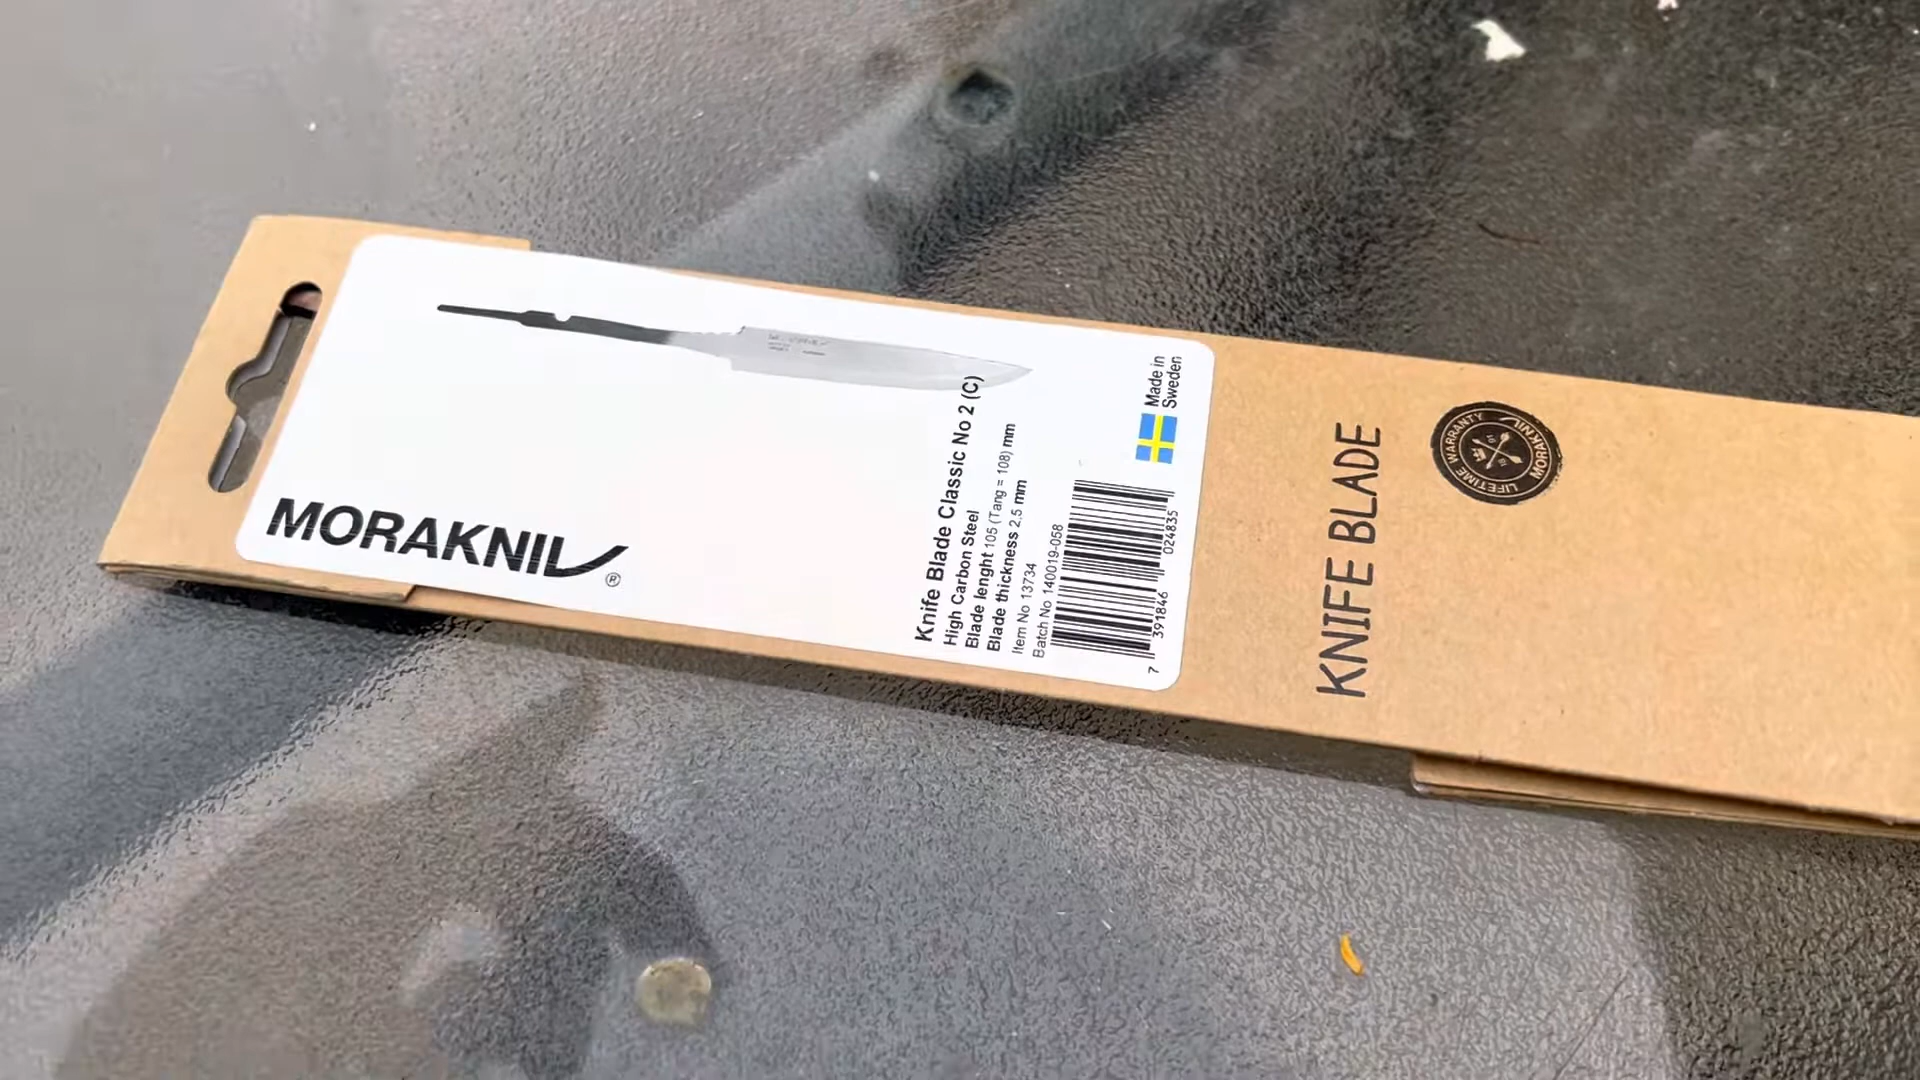 MORAKNIV®
Knife Blade Classic No 2 (C)
High Carbon Steel
Blade lenght 105 (Tang = 108) mm
Blade thickness 2.5 mm
Item No 13734
Batch No 140019-058
7 391846 024835
Made in
Sweden
KNIFE BLADE
LIFETIME WARRANTY
MORAKNIV